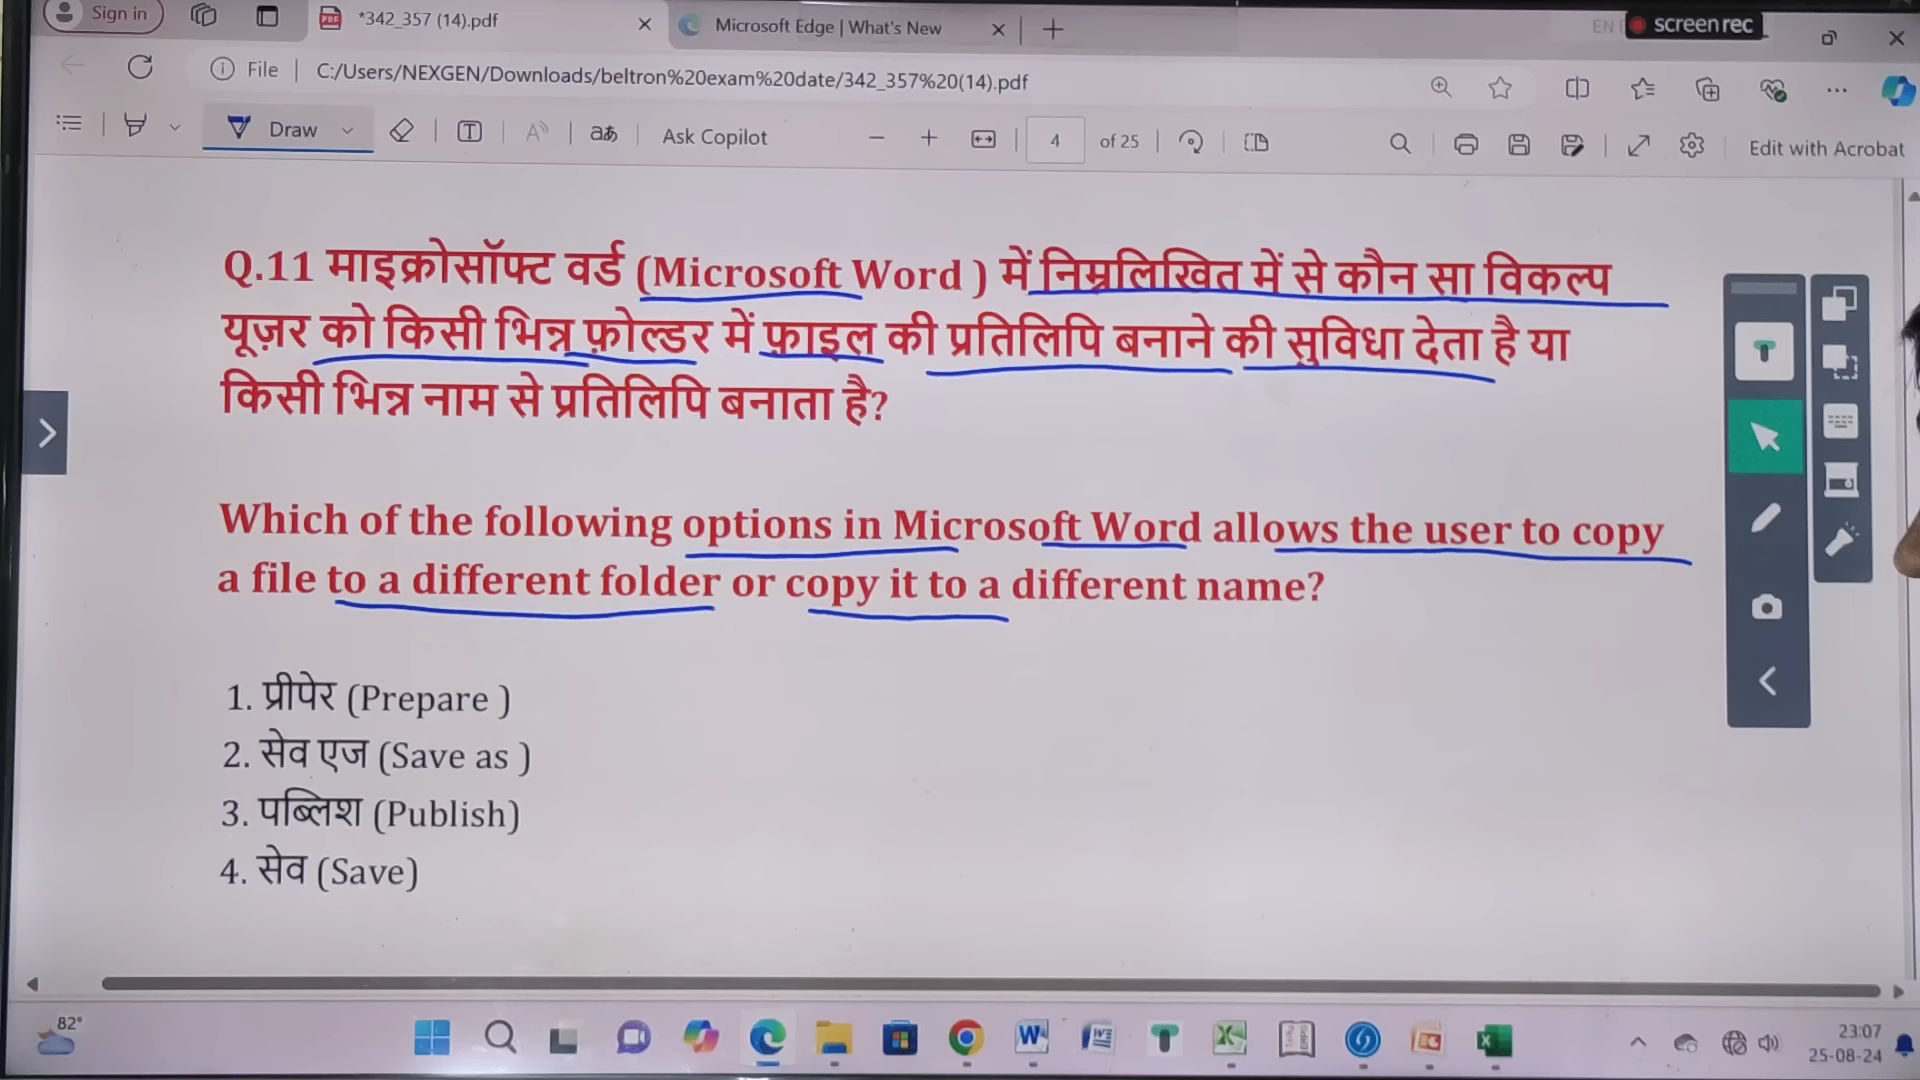 Sign in
*342_357 (14).pdf
Microsoft Edge | What's New
screenrec
File
C:/Users/NEXGEN/Downloads/beltron%20exam%20date/342_357%20(14).pdf
Draw
aあ
Ask Copilot
4 of 25
Edit with Acrobat
Q.11 माइक्रोसॉफ्ट वर्ड (Microsoft Word ) में निम्नलिखित में से कौन सा विकल्प
यूज़र को किसी भिन्न फ़ोल्डर में फ़ाइल की प्रतिलिपि बनाने की सुविधा देता है या
किसी भिन्न नाम से प्रतिलिपि बनाता है?
Which of the following options in Microsoft Word allows the user to copy
a file to a different folder or copy it to a different name?
1. प्रीपेर (Prepare )
2. सेव एज (Save as )
3. पब्लिश (Publish)
4. सेव (Save)
82°
23:07
25-08-24